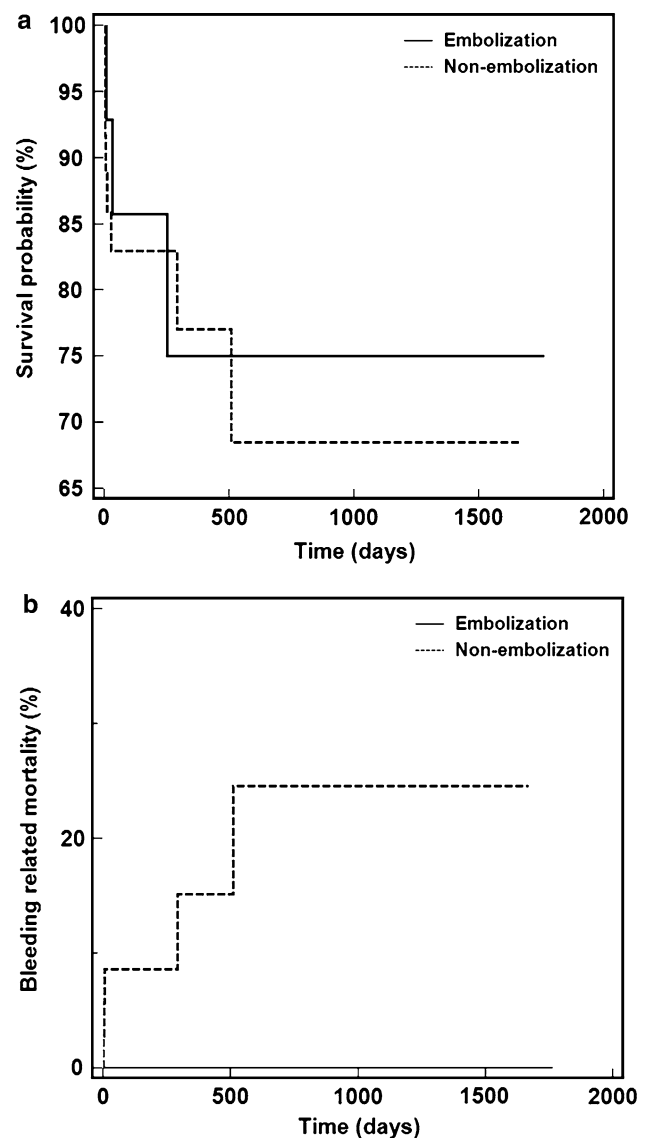 a
Embolization
Non-embolization
Survival probability (%)
100
95
90
85
80
75
70
65
0 500 1000 1500 2000
Time (days)
b
Embolization
Non-embolization
Bleeding related mortality (%)
40
20
0
0 500 1000 1500 2000
Time (days)